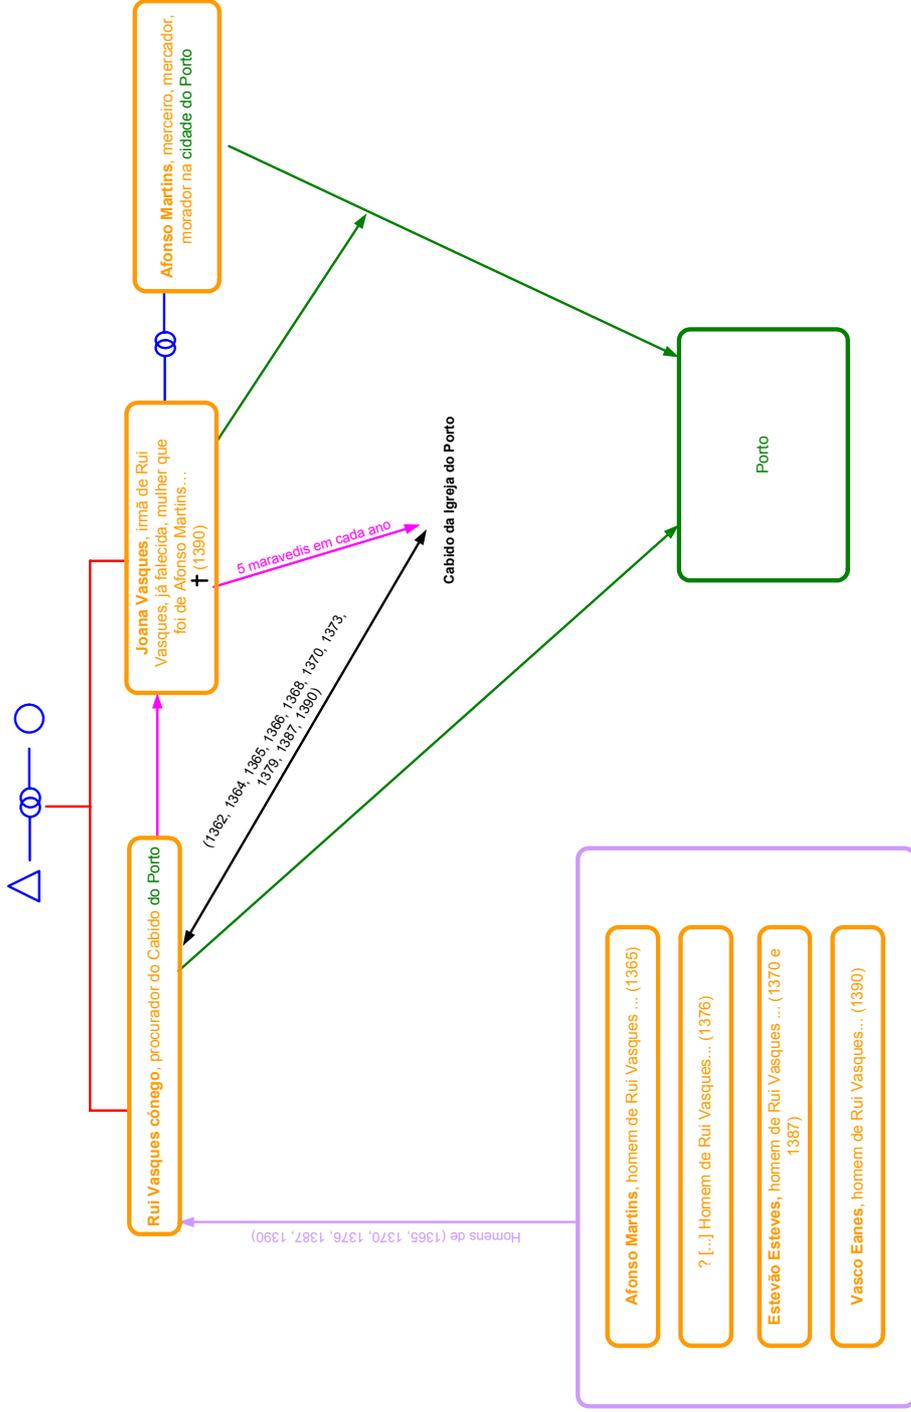 Rui Vasques cónego, procurador do Cabido do Porto
Joana Vasques, irmã de Rui
Vasques, já falecida, mulher que
foi de Afonso Martins…
(1390)
Afonso Martins, merceiro, mercador,
morador na cidade do Porto
5 maravedis em cada ano
(1362, 1364, 1365, 1366, 1368, 1370, 1373,
1379, 1387, 1390)
Cabido da Igreja do Porto
Homens de (1365, 1370, 1376, 1387, 1390)
Porto
Afonso Martins, homem de Rui Vasques … (1365)
? [...] Homem de Rui Vasques... (1376)
Estevão Esteves, homem de Rui Vasques … (1370 e
1387)
Vasco Eanes, homem de Rui Vasques... (1390)